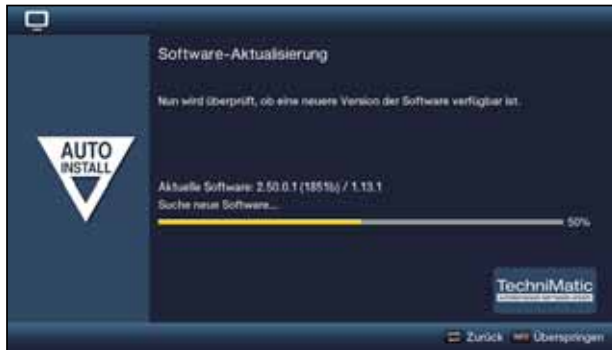 Software-Aktualisierung
Nun wird überprüft, ob eine neuere Version der Software verfügbar ist.
AUTO
INSTALL
Aktuelle Software: 2.50.0.1 (1851b) / 1.13.1
Suche neue Software...
50%
TechniMatic
Zurück
Überspringen